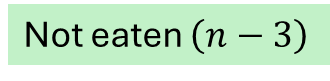 Not eaten (𝑛 − 3)